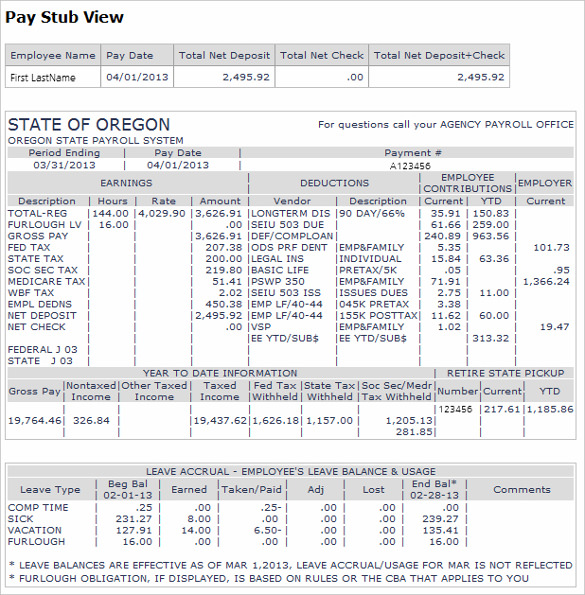 Pay Stub View
Employee Name Pay Date Total Net Deposit Total Net Check Total Net Deposit+Check
First LastName 04/01/2013 2,495.92 .00 2,495.92
STATE OF OREGON For questions call your AGENCY PAYROLL OFFICE
OREGON STATE PAYROLL SYSTEM
Period Ending Pay Date Payment #
03/31/2013 04/01/2013 A123456
EARNINGS DEDUCTIONS EMPLOYEE CONTRIBUTIONS EMPLOYER
Description Hours Rate Amount Vendor Description Current YTD Current
TOTAL-REG 144.00 4,029.90 3,626.91 LONGTERM DIS 90 DAY/66% 35.91 150.83
FURLOUGH LV 16.00 .00 SEIU 503 DUE 61.66 259.00
GROSS PAY 3,626.91 DEF/COMPLOAN 240.89 963.56
FED TAX 207.38 ODS PRF DENT EMP&FAMILY 5.35 101.73
STATE TAX 200.00 LEGAL INS INDIVIDUAL 15.84 63.36
SOC SEC TAX 219.80 BASIC LIFE PRETAX/5K .05 .95
MEDICARE TAX 51.41 PSWP 350 EMP&FAMILY 71.91 1,366.24
WBF TAX 2.02 SEIU 503 ISS ISSUES DUES 2.75 11.00
EMPL DEDNS 450.38 EMP LF/40-44 045K PRETAX 3.38
NET DEPOSIT 2,495.92 EMP LF/40-44 155K POSTTAX 11.62 60.00
NET CHECK .00 VSP EMP&FAMILY 1.02 19.47
EE YTD/SUB$ EE YTD/SUB$ 313.32
FEDERAL J 03
STATE J 03
YEAR TO DATE INFORMATION RETIRE STATE PICKUP
Gross Pay Nontaxed Income Other Taxed Income Taxed Income Fed Tax Withheld State Tax Withheld Soc Sec/Medr Tax Withheld Number Current YTD
19,764.46 326.84 19,437.62 1,626.18 1,157.00 1,205.13 123456 217.61 1,185.86
281.85
LEAVE ACCRUAL - EMPLOYEE'S LEAVE BALANCE & USAGE
Leave Type Beg Bal 02-01-13 Earned Taken/Paid Adj Lost End Bal* 02-28-13 Comments
COMP TIME .25 .00 .25- .00 .00 .00
SICK 231.27 8.00 .00 .00 .00 239.27
VACATION 127.91 14.00 6.50- .00 .00 135.41
FURLOUGH 16.00 .00 .00 .00 .00 16.00
* LEAVE BALANCES ARE EFFECTIVE AS OF MAR 1,2013, LEAVE ACCRUAL/USAGE FOR MAR IS NOT REFLECTED
* FURLOUGH OBLIGATION, IF DISPLAYED, IS BASED ON RULES OR THE CBA THAT APPLIES TO YOU